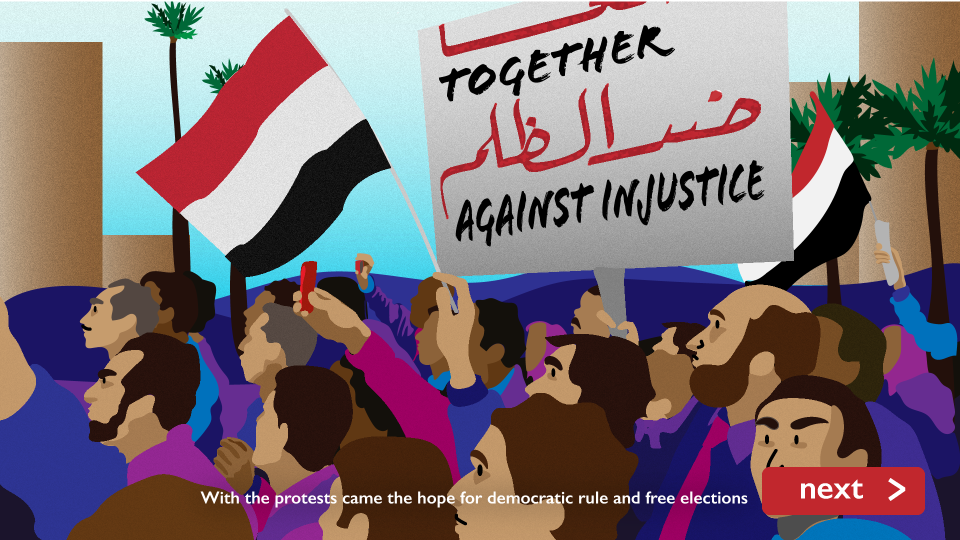 TOGETHER
ضد الظلم
AGAINST INJUSTICE
With the protests came the hope for democratic rule and free elections
next